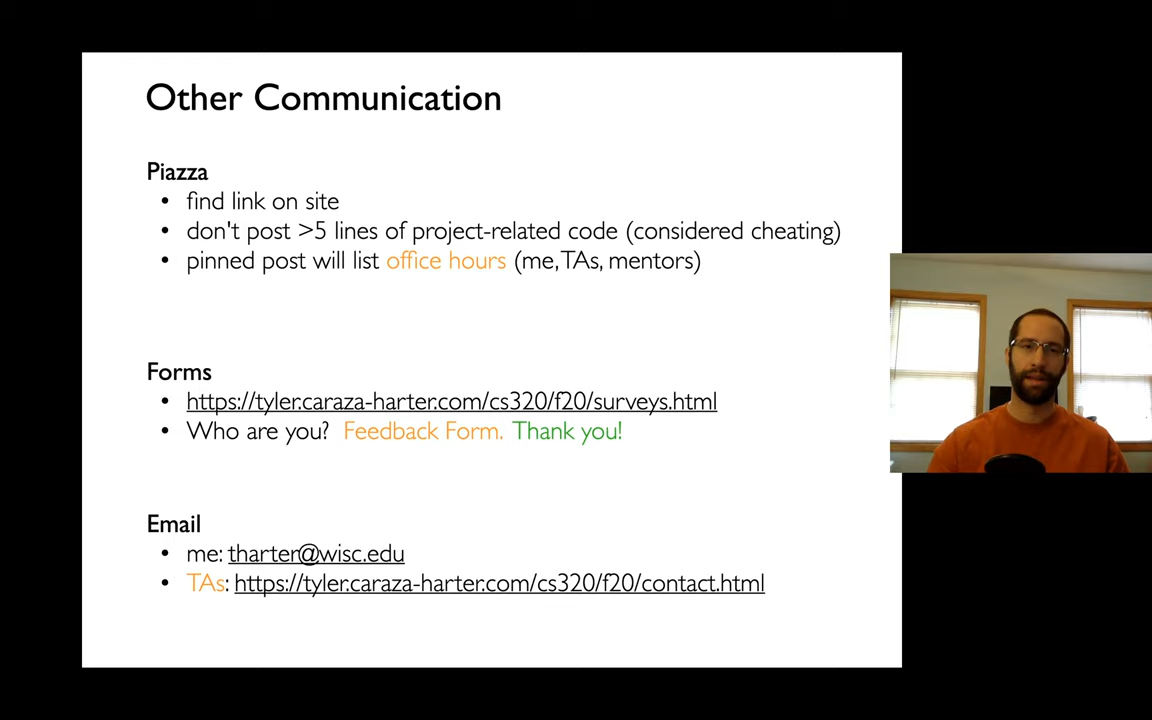 Other Communication
Piazza
• find link on site
• don't post >5 lines of project-related code (considered cheating)
• pinned post will list office hours (me, TAs, mentors)
Forms
• https://tyler.caraza-harter.com/cs320/f20/surveys.html
• Who are you? Feedback Form. Thank you!
Email
• me: tharter@wisc.edu
• TAs: https://tyler.caraza-harter.com/cs320/f20/contact.html